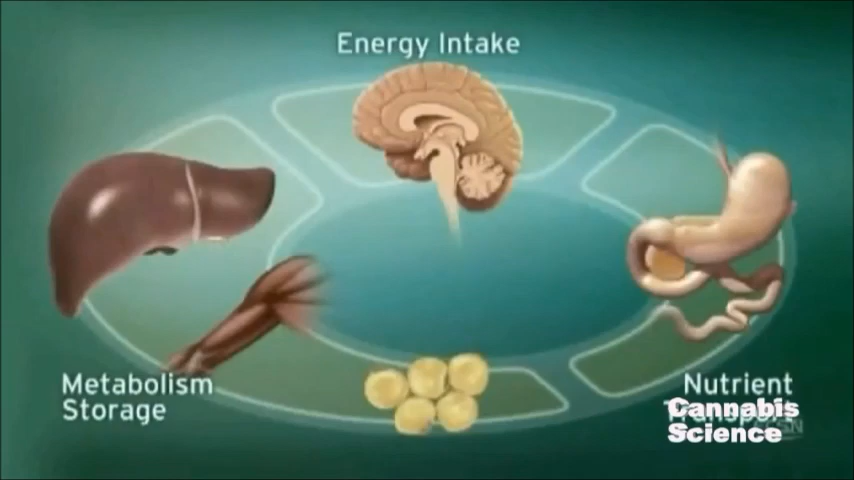 Energy Intake
Metabolism
Storage
Nutrient
Cannabis
Science